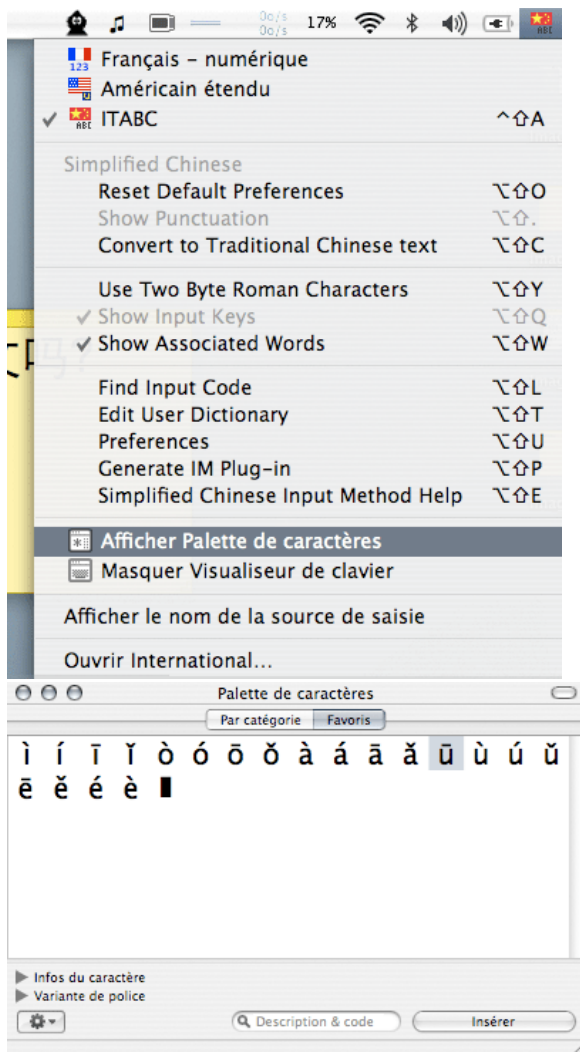 0o/s
0o/s 17% ABC
123 Français – numérique
U Américain étendu
✓ ABC ITABC ^⇧A
Simplified Chinese
Reset Default Preferences ⌥⇧O
Show Punctuation ⌥⇧.
Convert to Traditional Chinese text ⌥⇧C
Use Two Byte Roman Characters ⌥⇧Y
✓ Show Input Keys ⌥⇧Q
✓ Show Associated Words ⌥⇧W
吗?
Find Input Code ⌥⇧L
Edit User Dictionary ⌥⇧T
Preferences ⌥⇧U
Generate IM Plug-in ⌥⇧P
Simplified Chinese Input Method Help ⌥⇧E
Afficher Palette de caractères
Masquer Visualiseur de clavier
Afficher le nom de la source de saisie
Ouvrir International...
Palette de caractères
Par catégorie Favoris
ì í ī ǐ ò ó ō ǒ à á ā ǎ ū ù ú ǔ
ē ě é è ▮
Infos du caractère
Variante de police
Description & code Insérer